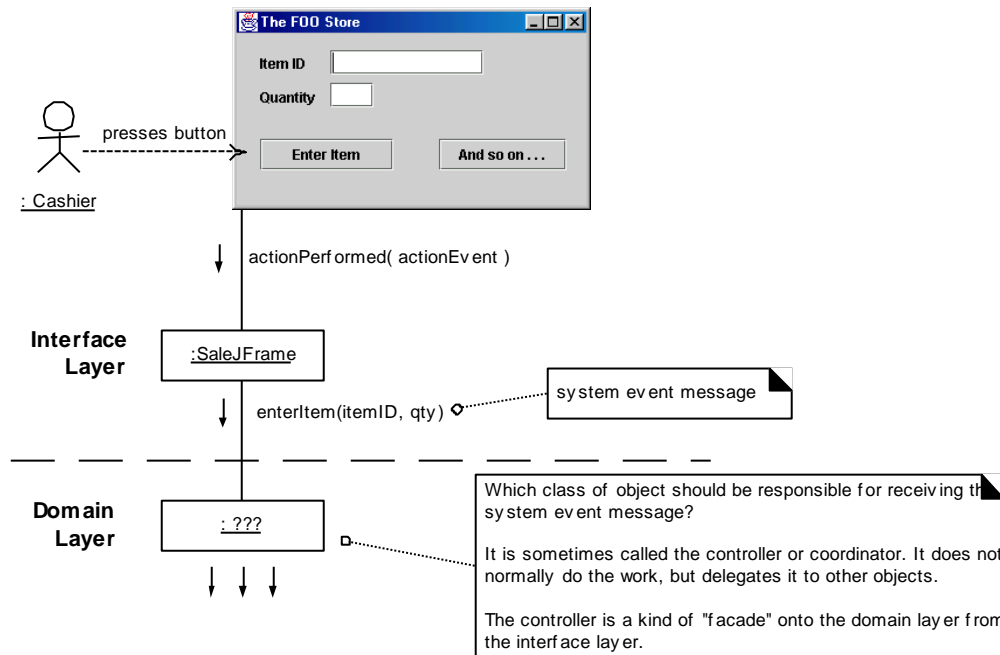 The FOO Store
Item ID
Quantity
Enter Item
And so on . . .
presses button
: Cashier
actionPerformed( actionEvent )
Interface
Layer
:SaleJFrame
system event message
enterItem(itemID, qty)
Domain
Layer
: ???
Which class of object should be responsible for receiving this
system event message?
It is sometimes called the controller or coordinator. It does not
normally do the work, but delegates it to other objects.
The controller is a kind of "facade" onto the domain layer from
the interface layer.